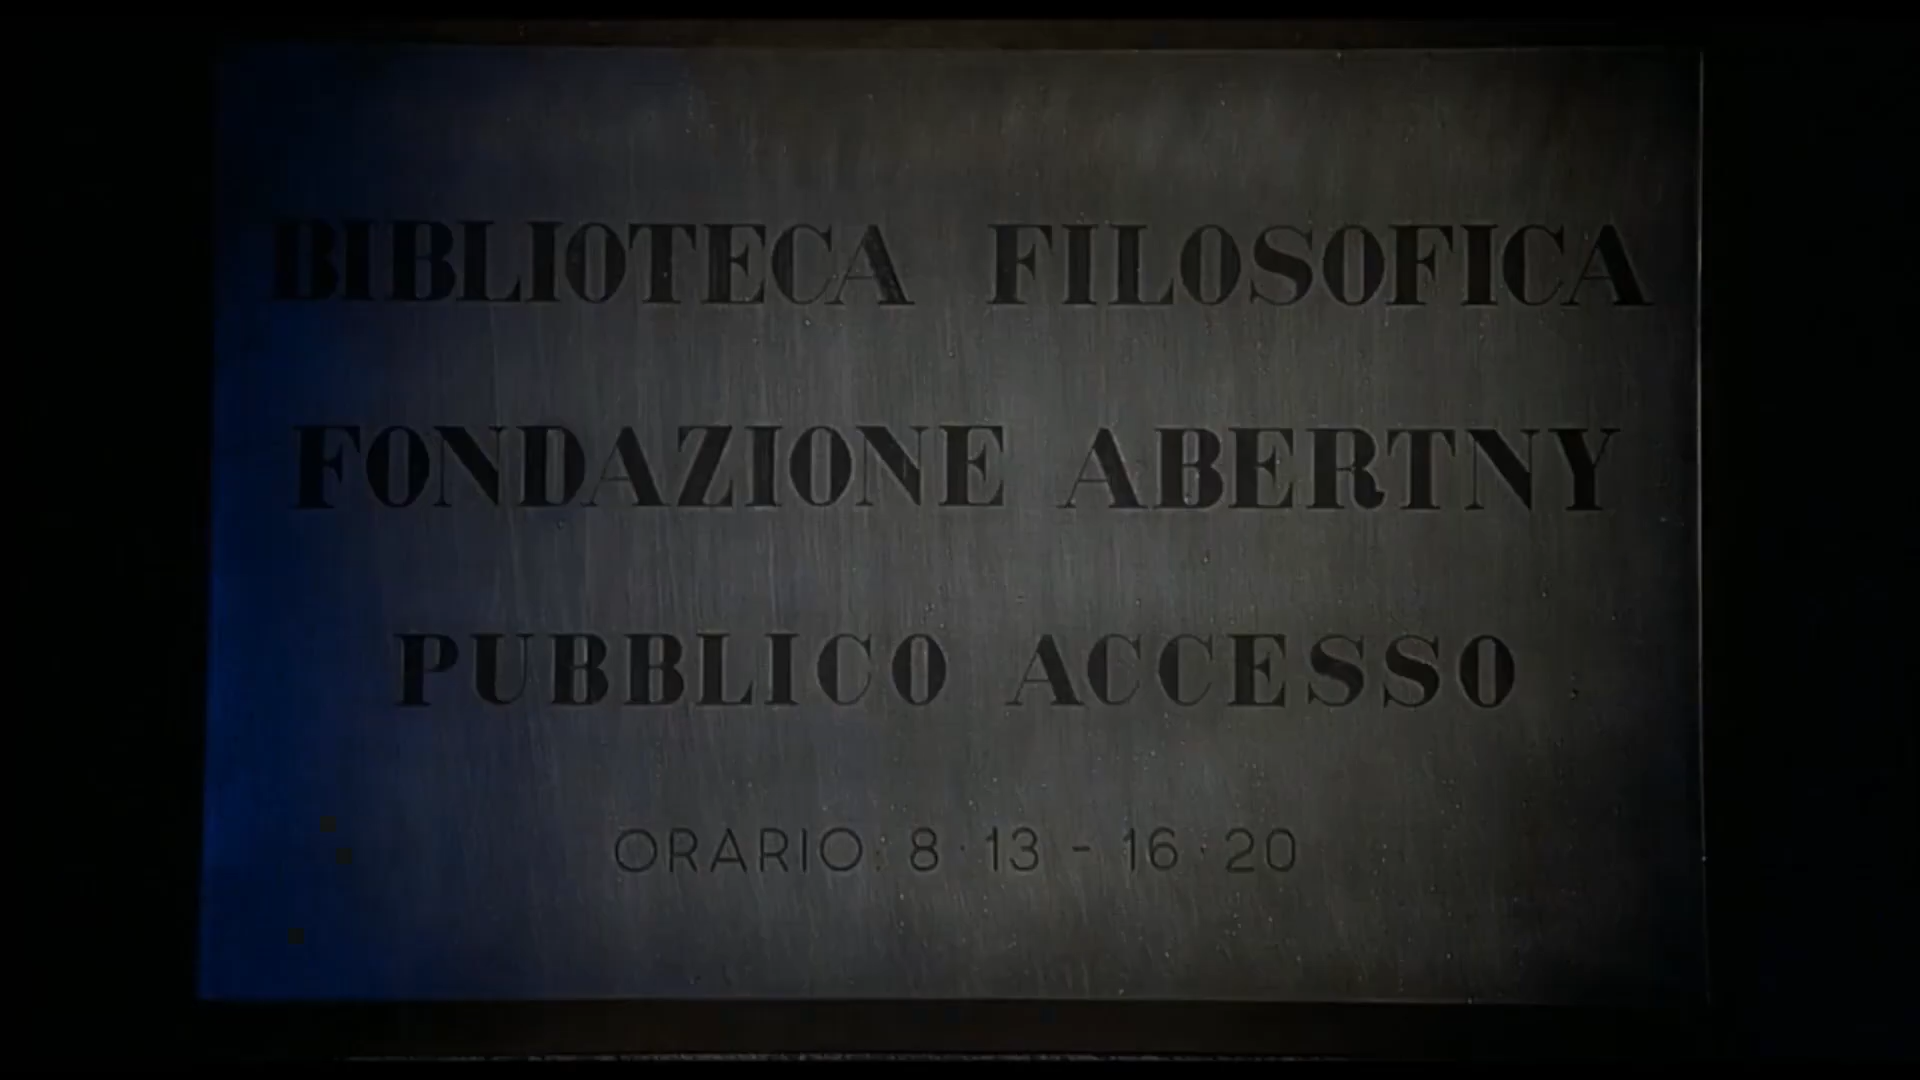 BIBLIOTECA FILOSOFICA
FONDAZIONE ABERTNY
PUBBLICO ACCESSO
ORARIO: 8·13 - 16·20